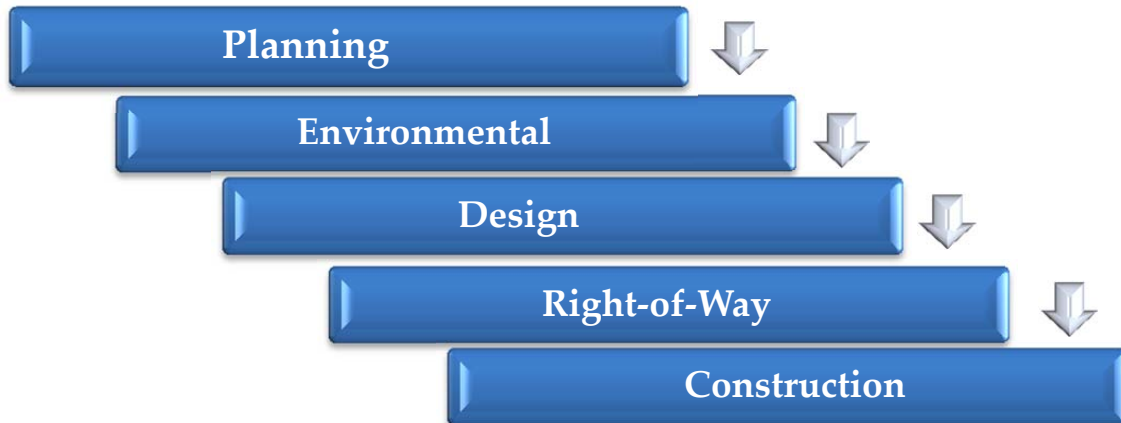 Planning
Environmental
Design
Right-of-Way
Construction